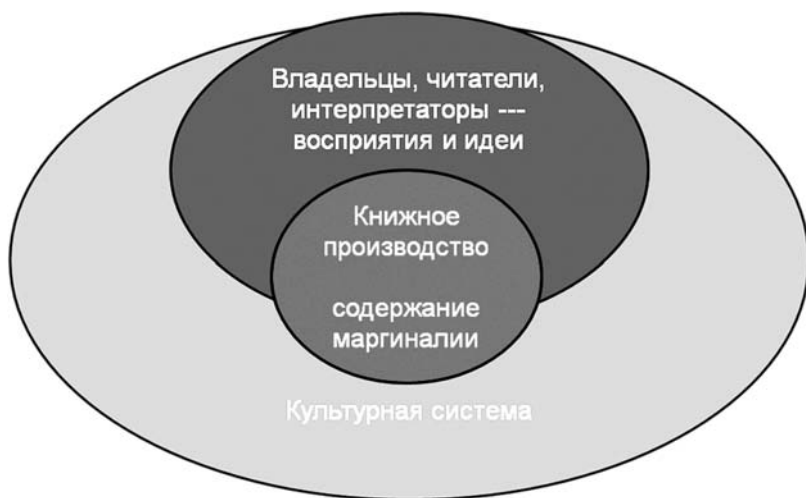 Владельцы, читатели,
интерпретаторы ---
восприятия и идеи
Книжное
производство
содержание
маргиналии
Культурная система